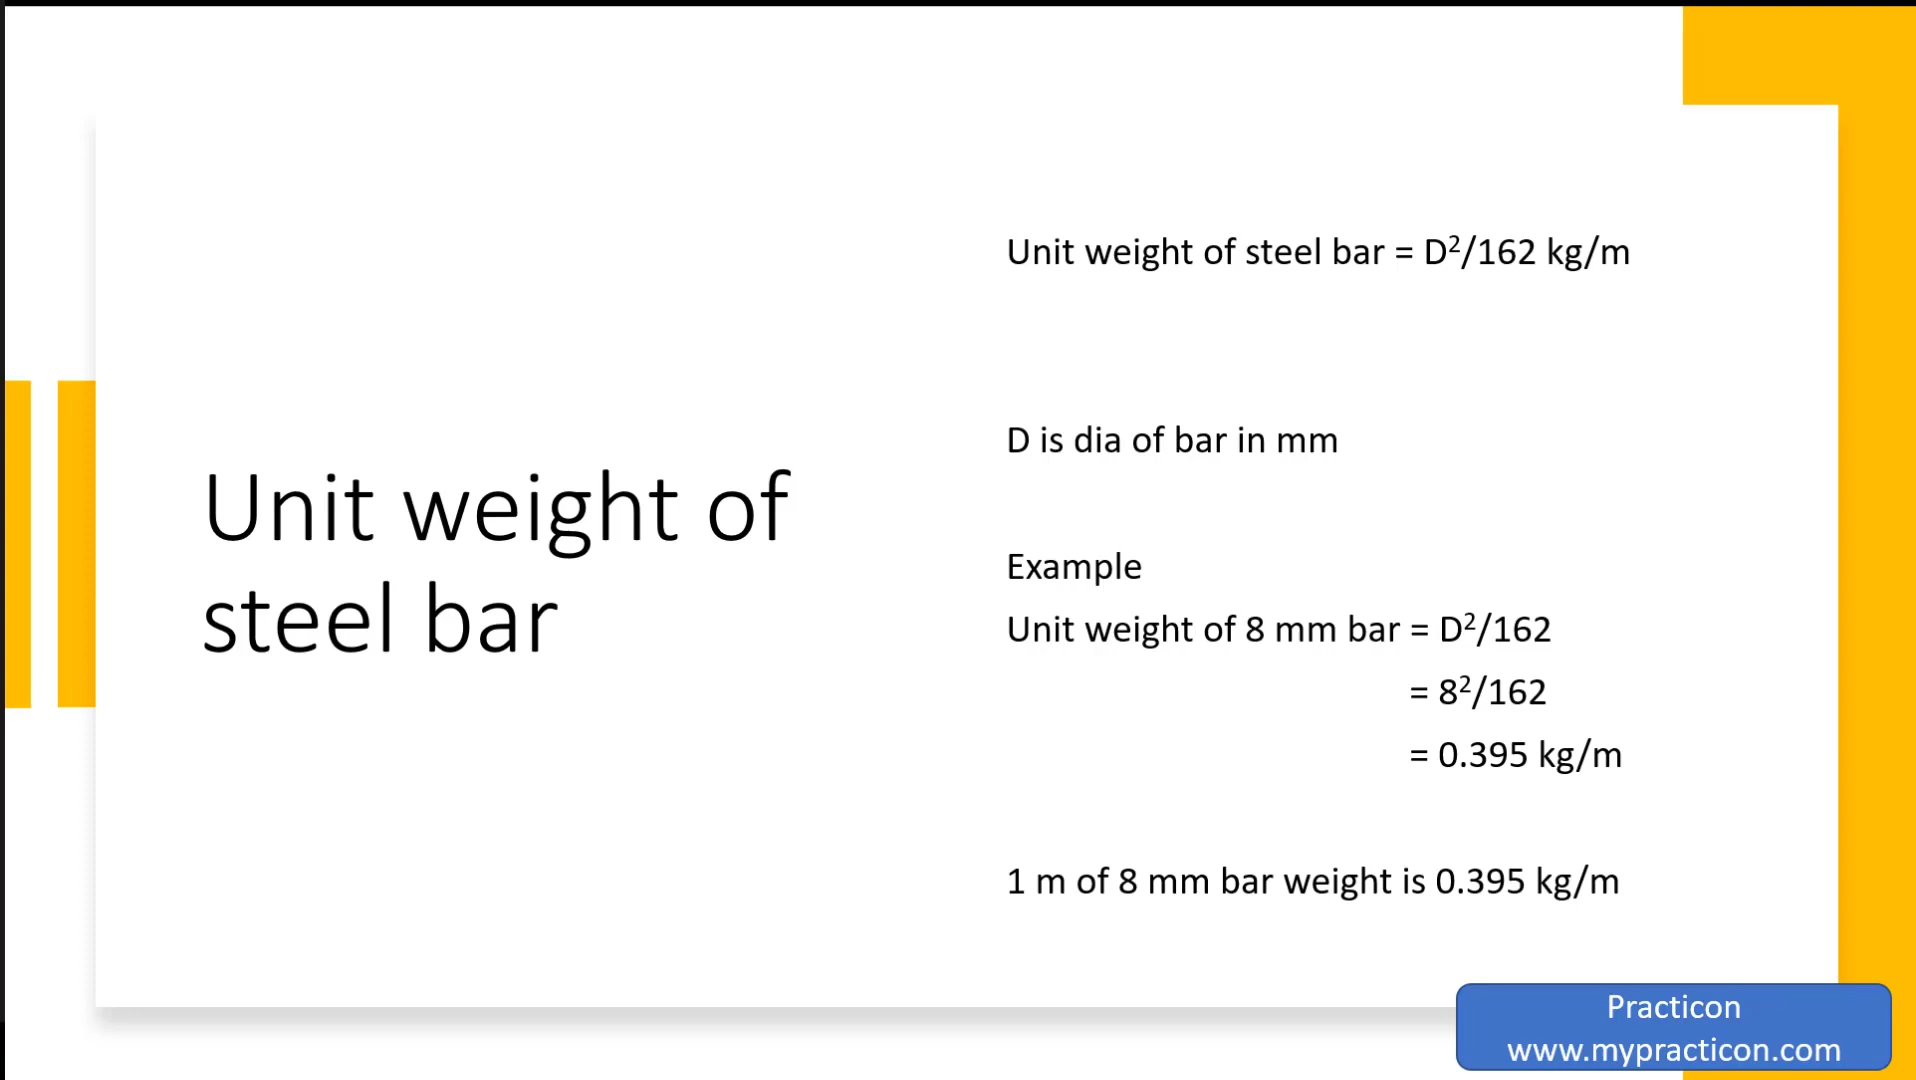 Unit weight of
steel bar
Unit weight of steel bar = D²/162 kg/m
D is dia of bar in mm
Example
Unit weight of 8 mm bar = D²/162
= 8²/162
= 0.395 kg/m
1 m of 8 mm bar weight is 0.395 kg/m
Practicon
www.mypracticon.com